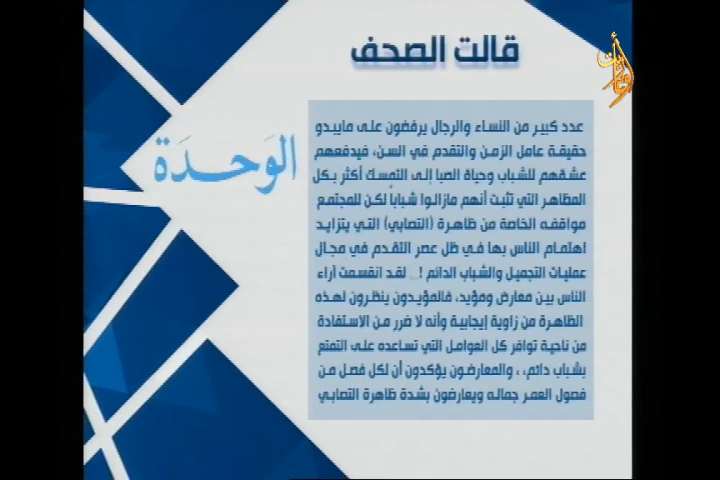 قالت الصحف
أوغاريت
الوَحدَة
عدد كبير من النساء والرجال يرفضون على مايبدو
حقيقة عامل الزمن والتقدم في السن، فيدفعهم
عشقهم للشباب وحياة الصبا إلى التمسك أكثر بكل
المظاهر التي تثبت أنهم مازالوا شباباً لكن للمجتمع
مواقفه الخاصة من ظاهرة (التصابي) التي يتزايد
اهتمام الناس بها في ظل عصر التقدم في مجال
عمليات التجميل والشباب الدائم !.. لقد انقسمت آراء
الناس بين معارض ومؤيد، فالمؤيدون ينظرون لهذه
الظاهرة من زاوية إيجابية وأنه لا ضرر من الاستفادة
من ناحية توافر كل العوامل التي تساعده على التمتع
بشباب دائم،، والمعارضون يؤكدون أن لكل فصل من
فصول العمر جماله ويعارضون بشدة ظاهرة التصابي